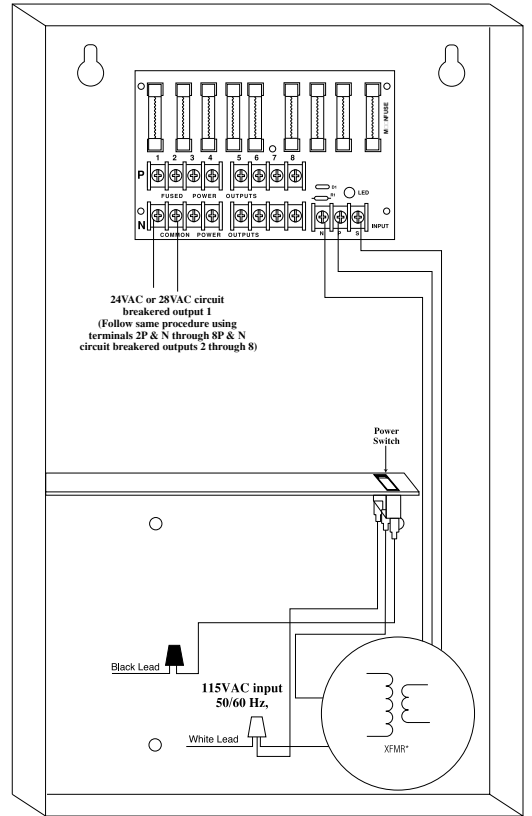 M FUSE
1 2 3 4 5 6 7 8
P
FUSED POWER OUTPUTS
D1
R1
LED
N
COMMON POWER OUTPUTS
N P S
INPUT
24VAC or 28VAC circuit
breakered output 1
(Follow same procedure using
terminals 2P & N through 8P & N
circuit breakered outputs 2 through 8)
Power
Switch
Black Lead
115VAC input
50/60 Hz,
White Lead
XFMR*